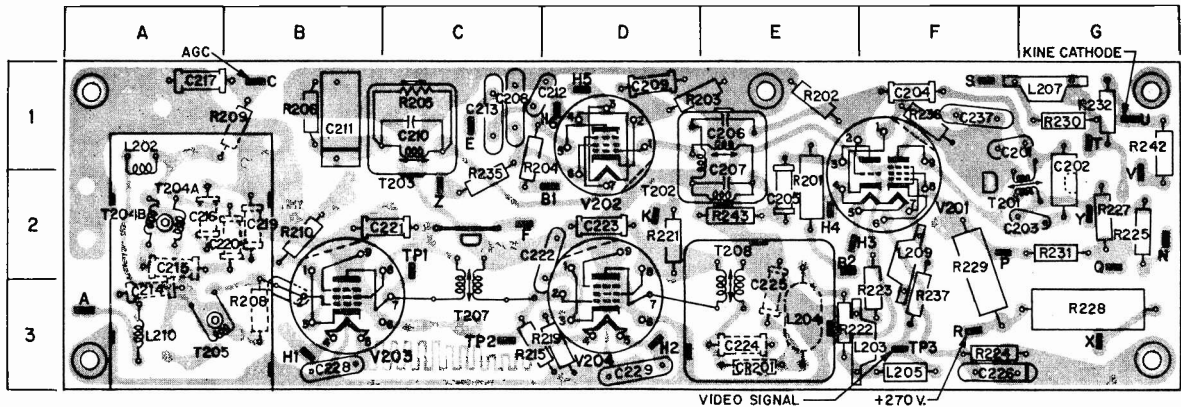 A B C D E F G
1
2
3
AGC
KINE CATHODE
C217 C H5 C209 S L207
R206 R205 C213 C208 C212 R203 R202 C204 R232
R209 C211 C210 E C206 R236 C237 R230 U
L202 R204 C207 T R242
T203 R235 T202 R201 C202 V
T204A Z B1 V202 V201 T201
T204B C216 C219 R210 K C223 R243 C205 R227
C220 F R221 H4 C203 Y R225
TP1 C222 T208 H3 L209 R229 P R231 N
C215 B2 Q
C214 R208 C225 R223 R237 R228
A T207 L204
L210 R222 R
T205 TP2 R215 R219 C224 L203 TP3 R224 X
H1 V203 V204 H2 CR201
C228 C229 L205 C226
VIDEO SIGNAL
+270 V.